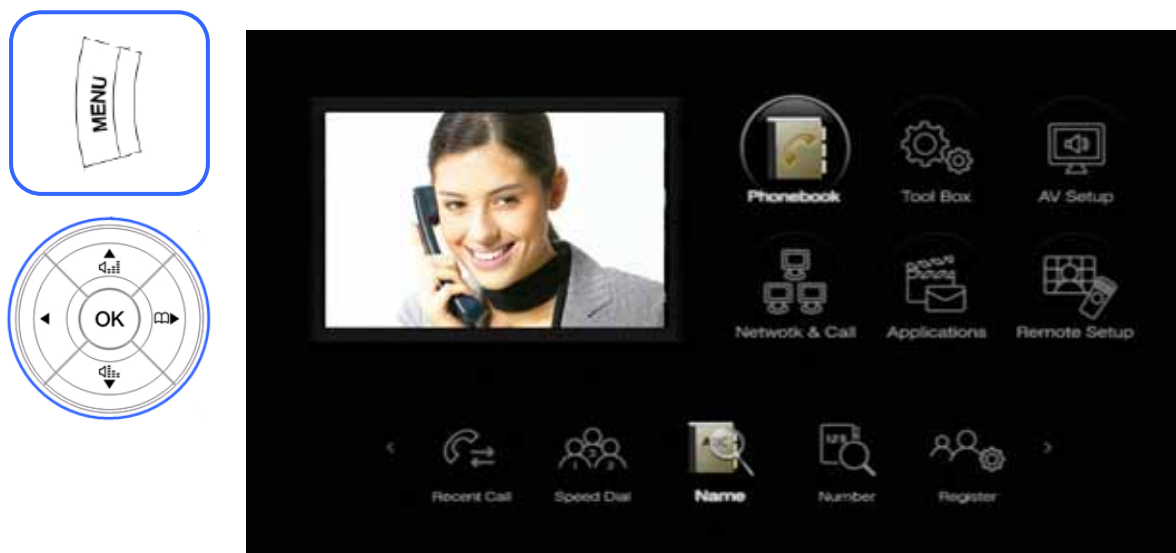 MENU
OK
Phonebook
Tool Box
AV Setup
Netwotk & Call
Applications
Remote Setup
Recent Call
Speed Dial
Name
Number
Register